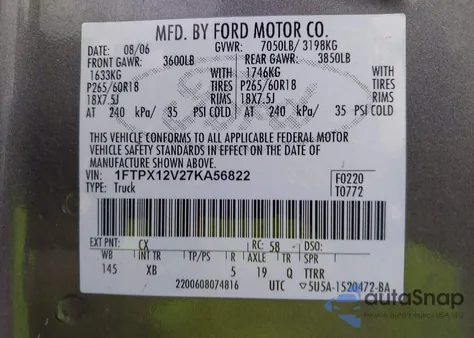 MFD. BY FORD MOTOR CO.
DATE: 08/06 GVWR: 7050LB/ 3198KG
FRONT GAWR: 3600LB REAR GAWR: 3850LB
1633KG WITH 1746KG WITH
P265/60R18 TIRES P265/60R18 TIRES
18X7.5J RIMS 18X7.5J RIMS
AT 240 kPa/ 35 PSI COLD AT 240 kPa/ 35 PSI COLD
THIS VEHICLE CONFORMS TO ALL APPLICABLE FEDERAL MOTOR
VEHICLE SAFETY STANDARDS IN EFFECT ON THE DATE OF MANUFACTURE
SHOWN ABOVE.
VIN: 1FTPX12V27KA56822 F0220
TYPE: Truck T0772
EXT PNT: CX RC: 58 DSO:
WB INT TR TP/PS R AXLE TR SPR
145 XB 5 19 Q TTRR
2200608074816 UTC ▽5U5A-1520472-BA
autoSnap